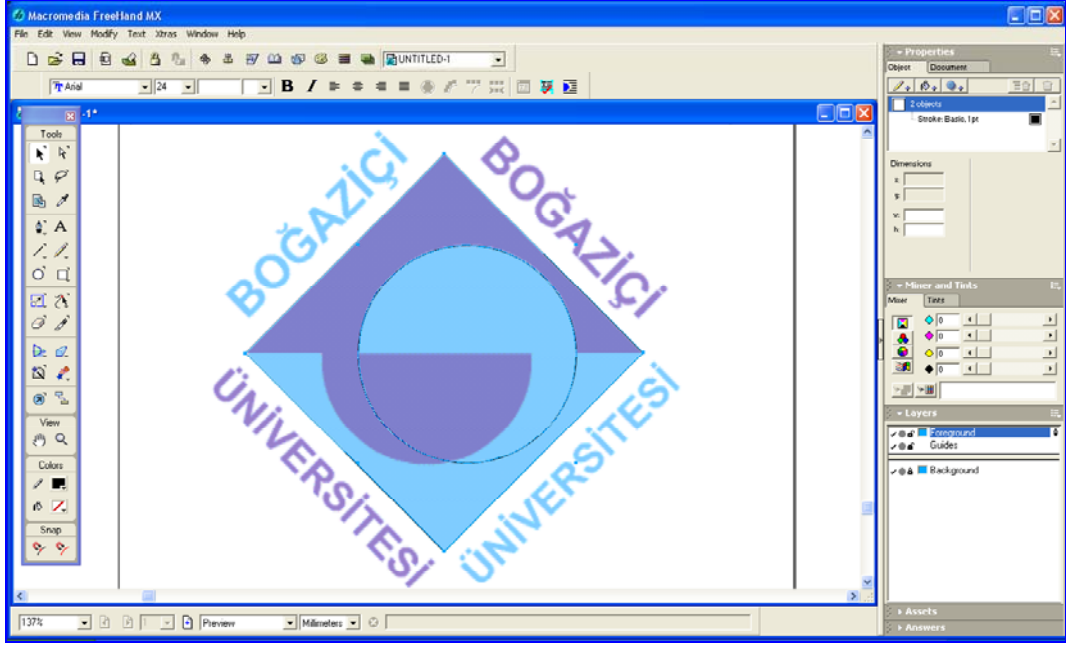 Macromedia FreeHand MX
File Edit View Modify Text Xtras Window Help
UNTITLED-1
Arial 24 B I
-1*
Tools
A
View
Colors
Snap
BOĞAZİÇİ
BOĞAZİÇİ
ÜNİVERSİTESİ
ÜNİVERSİTESİ
Properties
Object Document
2 objects
Stroke: Basic, 1pt
Dimensions
x:
y:
w:
h:
Mixer and Tints
Mixer Tints
0
0
0
0
Layers
Foreground
Guides
Background
Assets
Answers
137% 1 Preview Millimeters